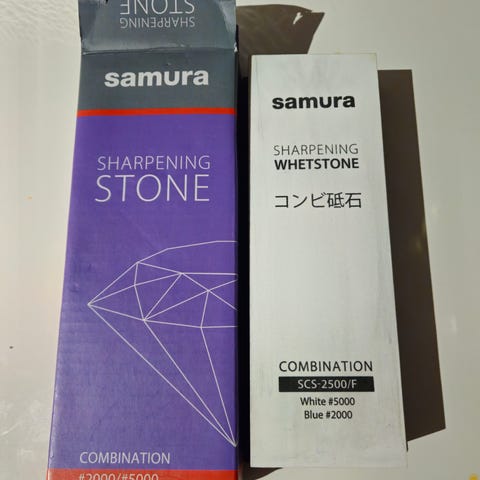 SHARPENING
STONE
samura
SHARPENING
STONE
COMBINATION
#2000/#5000
samura
SHARPENING
WHETSTONE
コンビ砥石
COMBINATION
SCS-2500/F
White #5000
Blue #2000